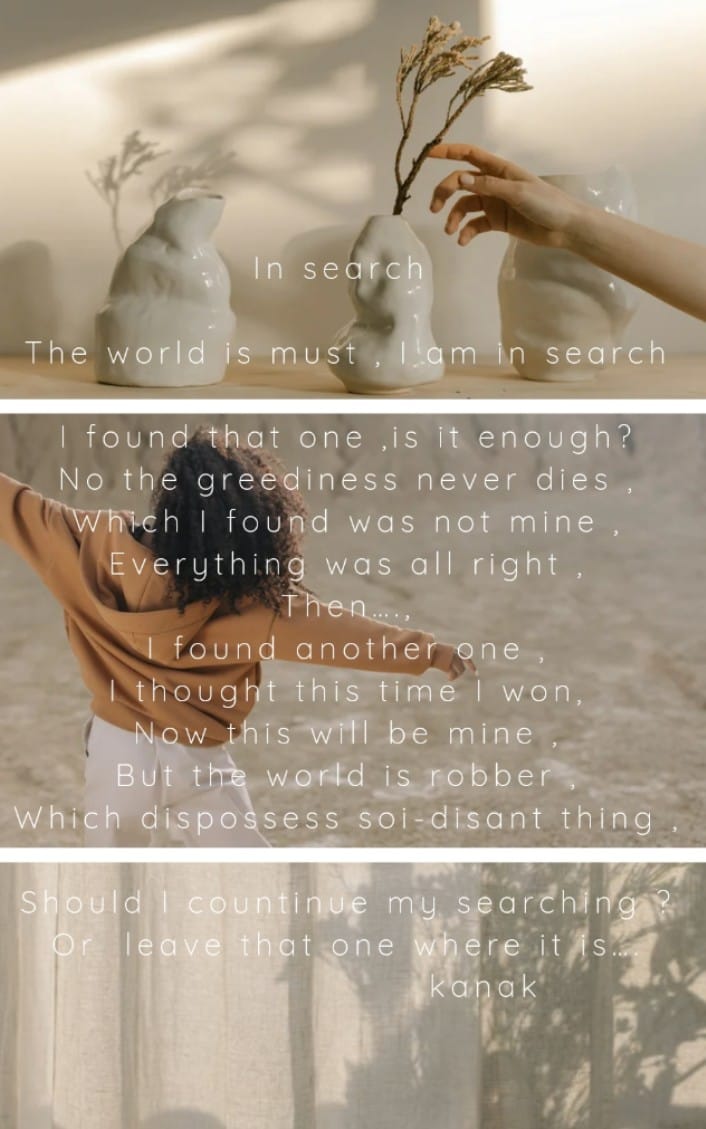 In search
The world is must , I am in search
I found that one ,is it enough?
No the greediness never dies ,
Which I found was not mine ,
Everything was all right ,
Then....,
I found another one ,
I thought this time I won,
Now this will be mine ,
But the world is robber ,
Which dispossess soi-disant thing ,
Should I countinue my searching ?
Or leave that one where it is....
kanak